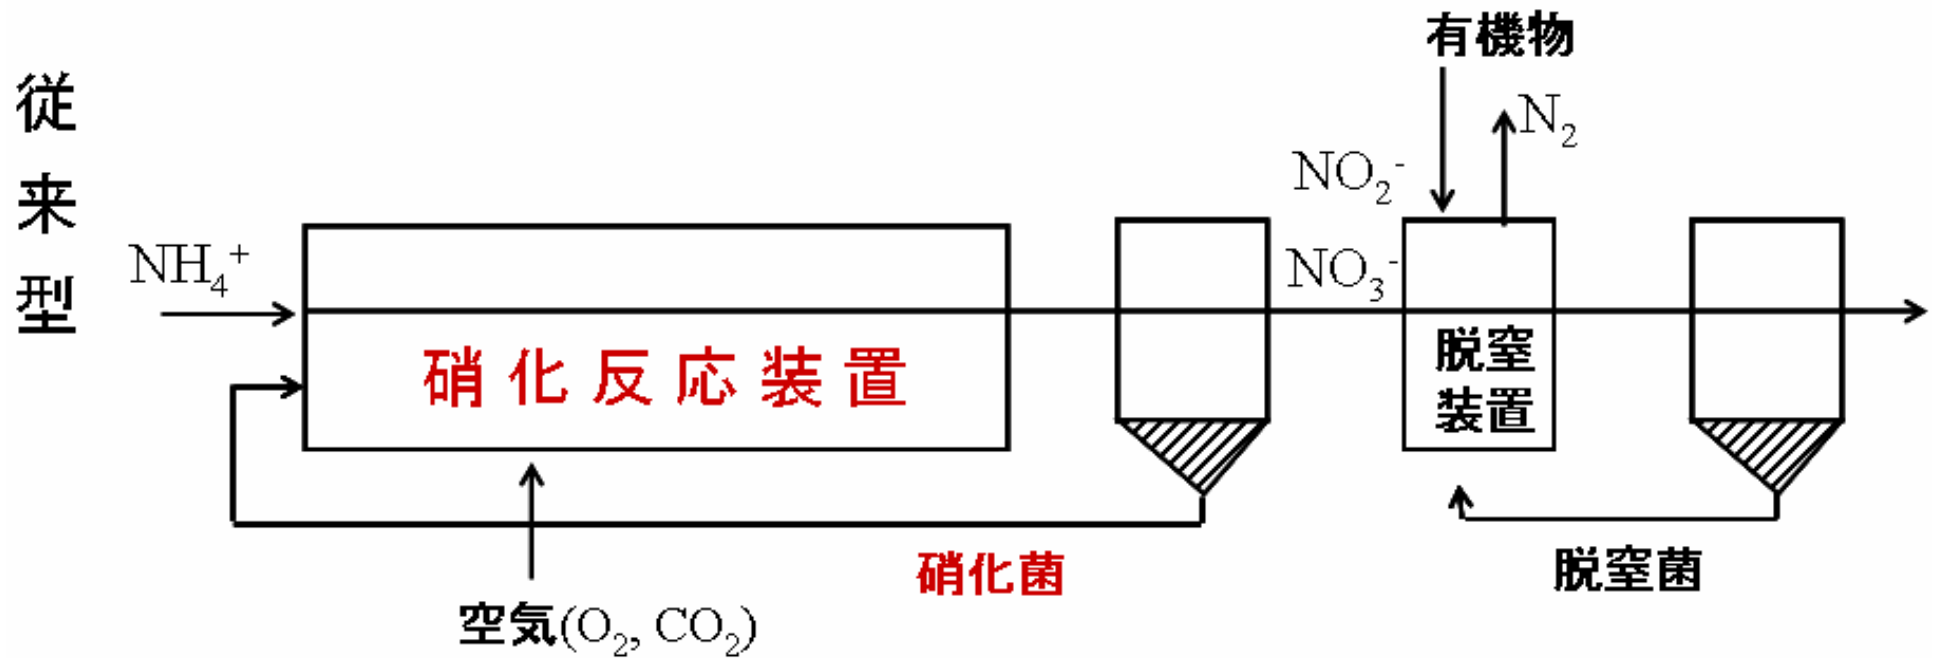 従来型
有機物
N₂
NO₂⁻
NH₄⁺
NO₃⁻
硝化反応装置
脱窒
装置
硝化菌
脱窒菌
空気(O₂, CO₂)